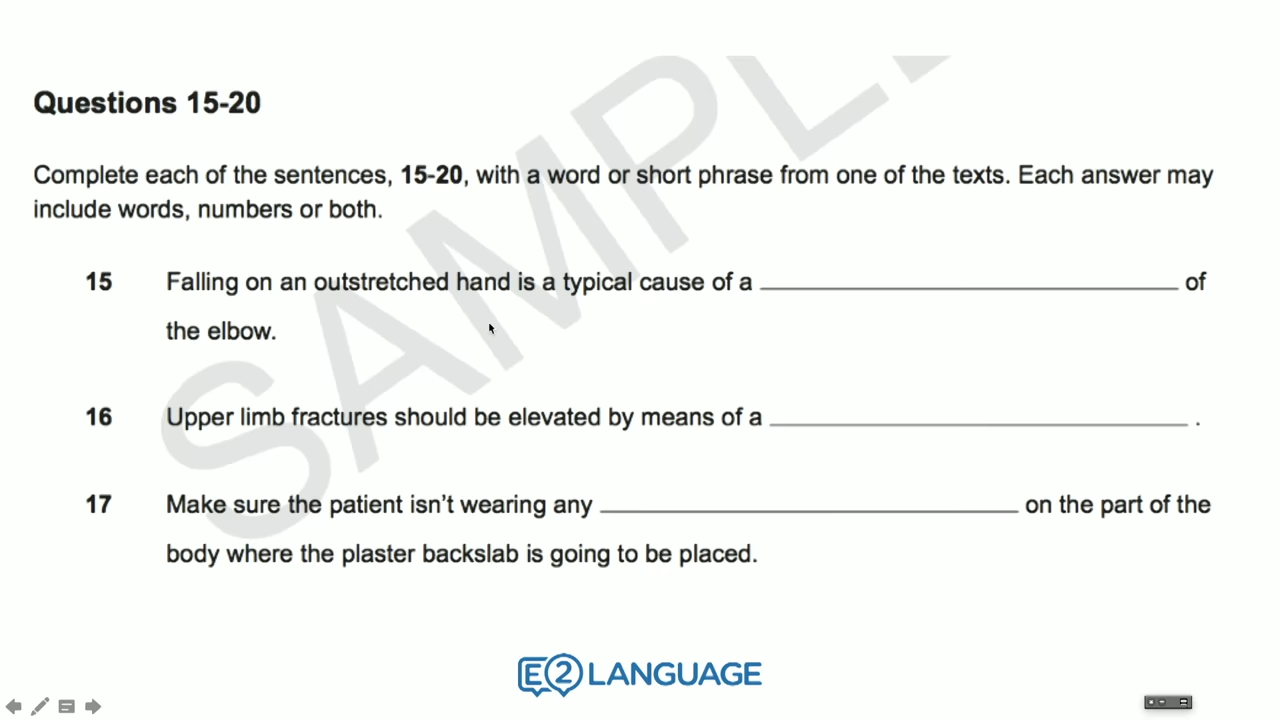 Questions 15-20
Complete each of the sentences, 15-20, with a word or short phrase from one of the texts. Each answer may
include words, numbers or both.
15 Falling on an outstretched hand is a typical cause of a ______ of
the elbow.
16 Upper limb fractures should be elevated by means of a ______ .
17 Make sure the patient isn't wearing any ______ on the part of the
body where the plaster backslab is going to be placed.
SAMPLE
E2 LANGUAGE